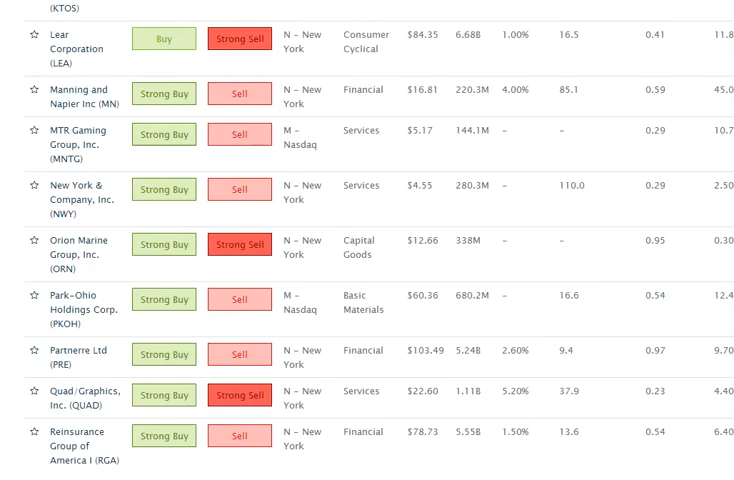 (KTOS)
Lear Buy Strong Sell N - New Consumer $84.35 6.68B 1.00% 16.5 0.41 11.8
Corporation York Cyclical
(LEA)
Manning and Strong Buy Sell N - New Financial $16.81 220.3M 4.00% 85.1 0.59 45.0
Napier Inc (MN) York
MTR Gaming Strong Buy Sell M - Services $5.17 144.1M - - 0.29 10.7
Group, Inc. Nasdaq
(MNTG)
New York & Strong Buy Sell N - New Services $4.55 280.3M - 110.0 0.29 2.50
Company, Inc. York
(NWY)
Orion Marine Strong Buy Strong Sell N - New Capital $12.66 338M - - 0.95 0.30
Group, Inc. York Goods
(ORN)
Park-Ohio Strong Buy Sell M - Basic $60.36 680.2M - 16.6 0.54 12.4
Holdings Corp. Nasdaq Materials
(PKOH)
Partnerre Ltd Strong Buy Sell N - New Financial $103.49 5.24B 2.60% 9.4 0.97 9.70
(PRE) York
Quad/Graphics, Strong Buy Strong Sell N - New Services $22.60 1.11B 5.20% 37.9 0.23 4.40
Inc. (QUAD) York
Reinsurance Strong Buy Sell N - New Financial $78.73 5.55B 1.50% 13.6 0.54 6.40
Group of York
America I (RGA)